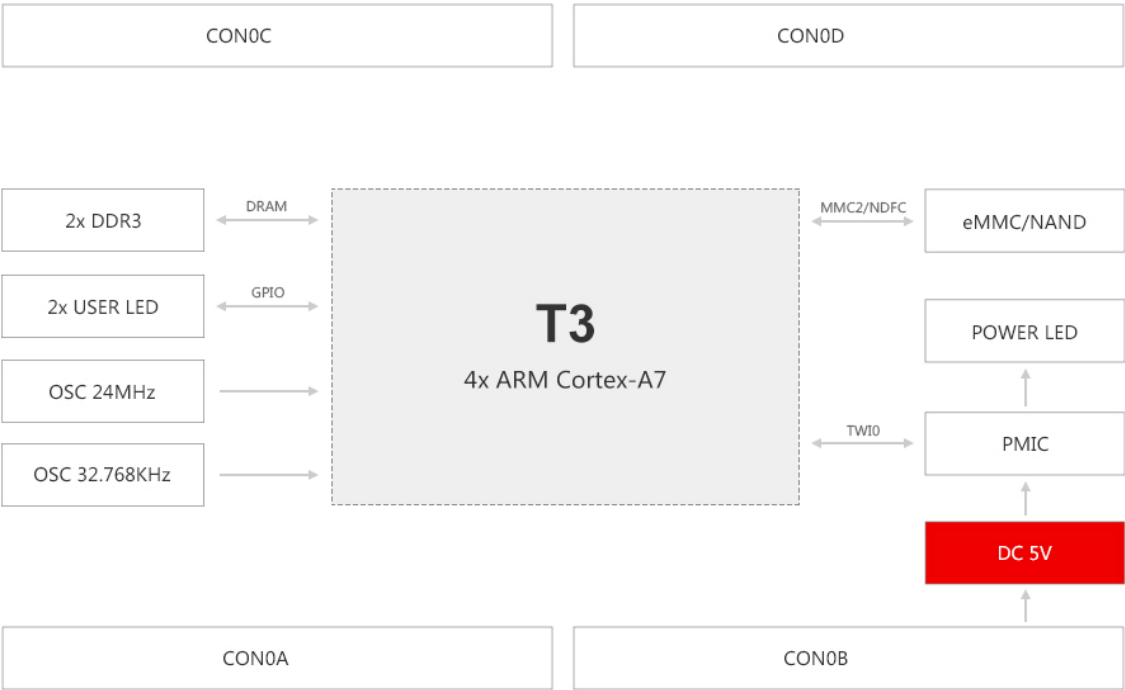 CON0C
CON0D
2x DDR3
DRAM
MMC2/NDFC
eMMC/NAND
2x USER LED
GPIO
T3
4x ARM Cortex-A7
POWER LED
OSC 24MHz
TWI0
PMIC
OSC 32.768KHz
DC 5V
CON0A
CON0B